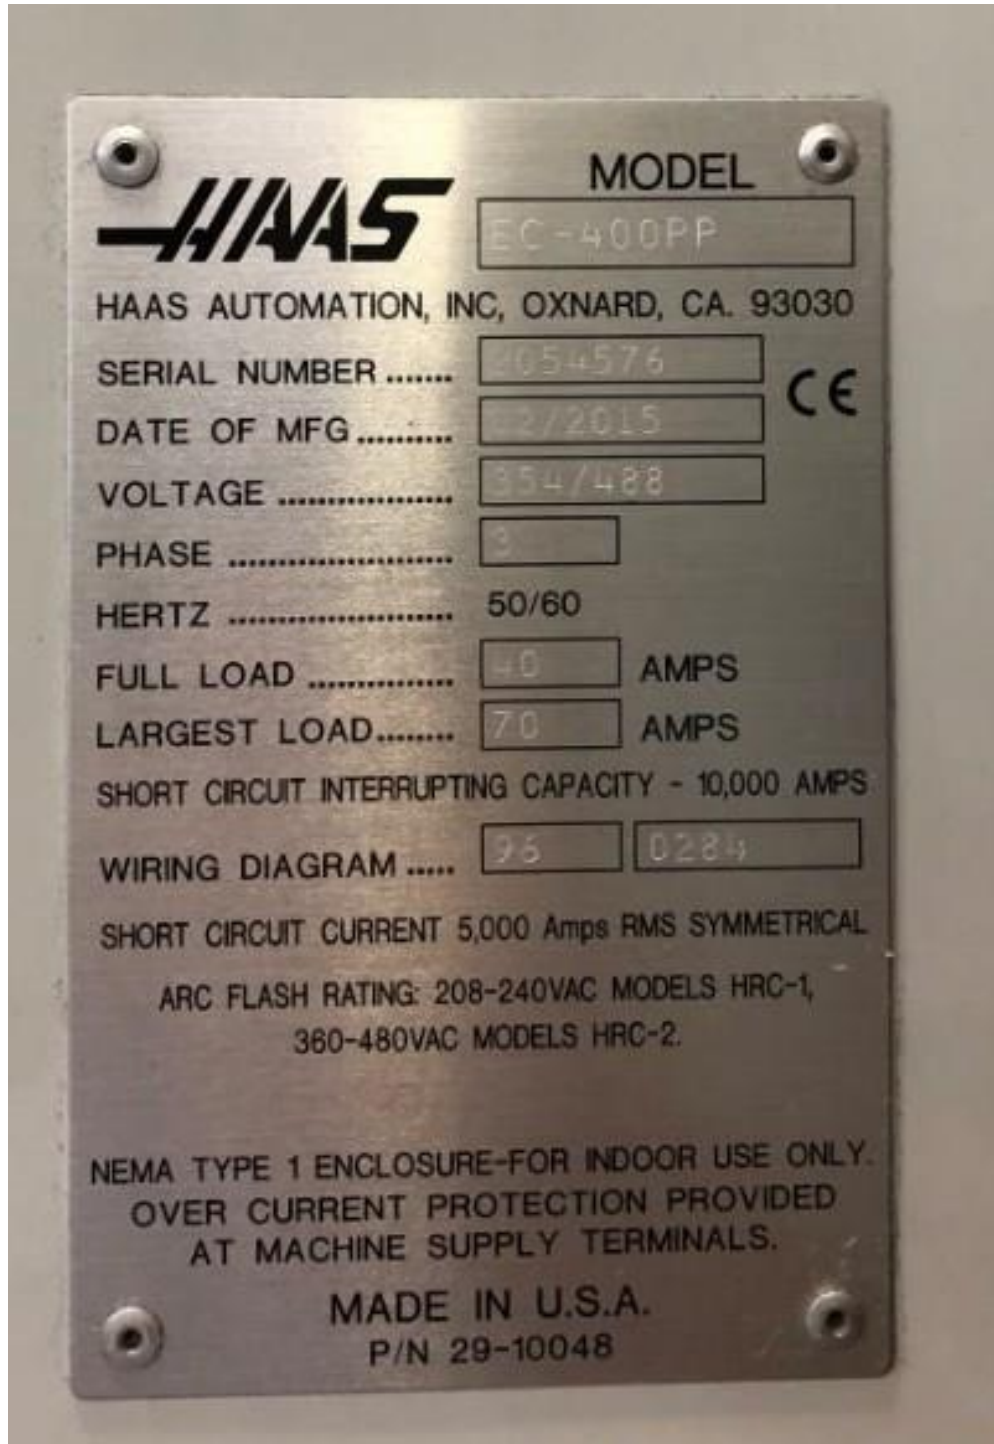 HAAS
MODEL
EC-400PP
HAAS AUTOMATION, INC, OXNARD, CA. 93030
SERIAL NUMBER ....... 2054576
CE
DATE OF MFG .......... 12/2015
VOLTAGE .................. 354/488
PHASE ....................... 3
HERTZ ....................... 50/60
FULL LOAD ............... 40 AMPS
LARGEST LOAD........ 70 AMPS
SHORT CIRCUIT INTERRUPTING CAPACITY - 10,000 AMPS
WIRING DIAGRAM ..... 96 0284
SHORT CIRCUIT CURRENT 5,000 Amps RMS SYMMETRICAL
ARC FLASH RATING: 208-240VAC MODELS HRC-1,
360-480VAC MODELS HRC-2.
NEMA TYPE 1 ENCLOSURE-FOR INDOOR USE ONLY.
OVER CURRENT PROTECTION PROVIDED
AT MACHINE SUPPLY TERMINALS.
MADE IN U.S.A.
P/N 29-10048